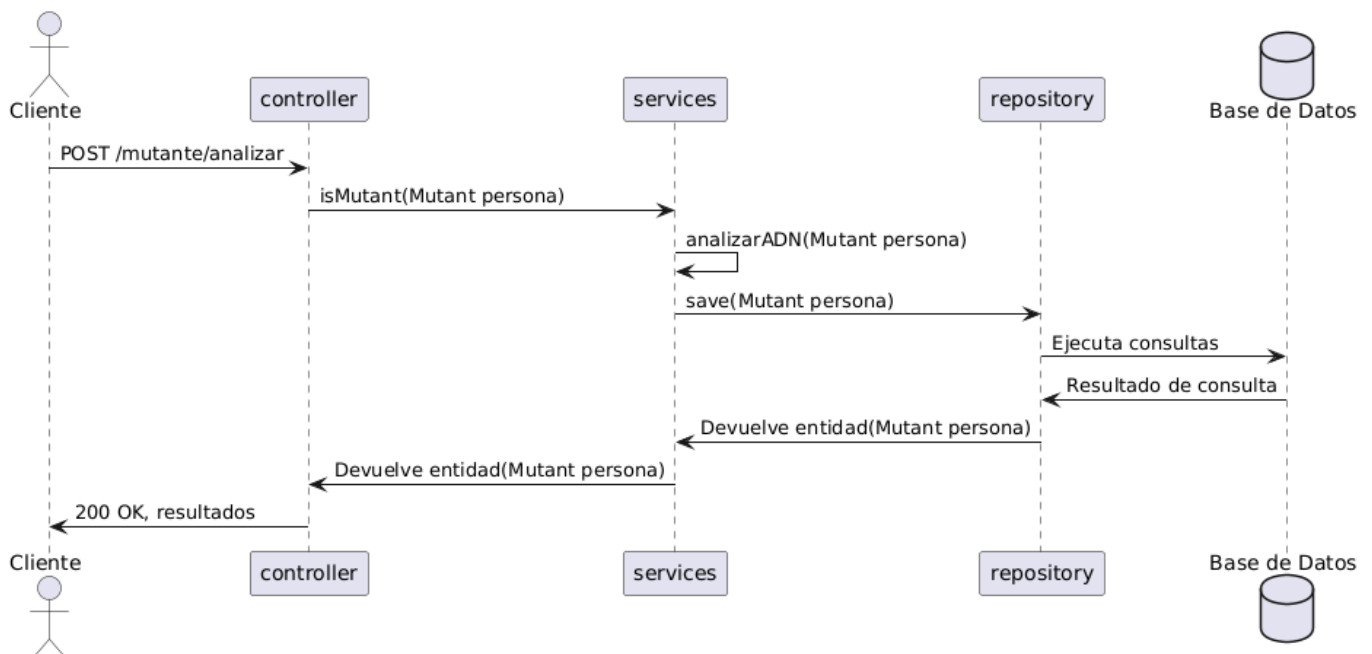 Cliente
controller
services
repository
Base de Datos
POST /mutante/analizar
isMutant(Mutant persona)
analizarADN(Mutant persona)
save(Mutant persona)
Ejecuta consultas
Resultado de consulta
Devuelve entidad(Mutant persona)
Devuelve entidad(Mutant persona)
200 OK, resultados
Cliente
controller
services
repository
Base de Datos